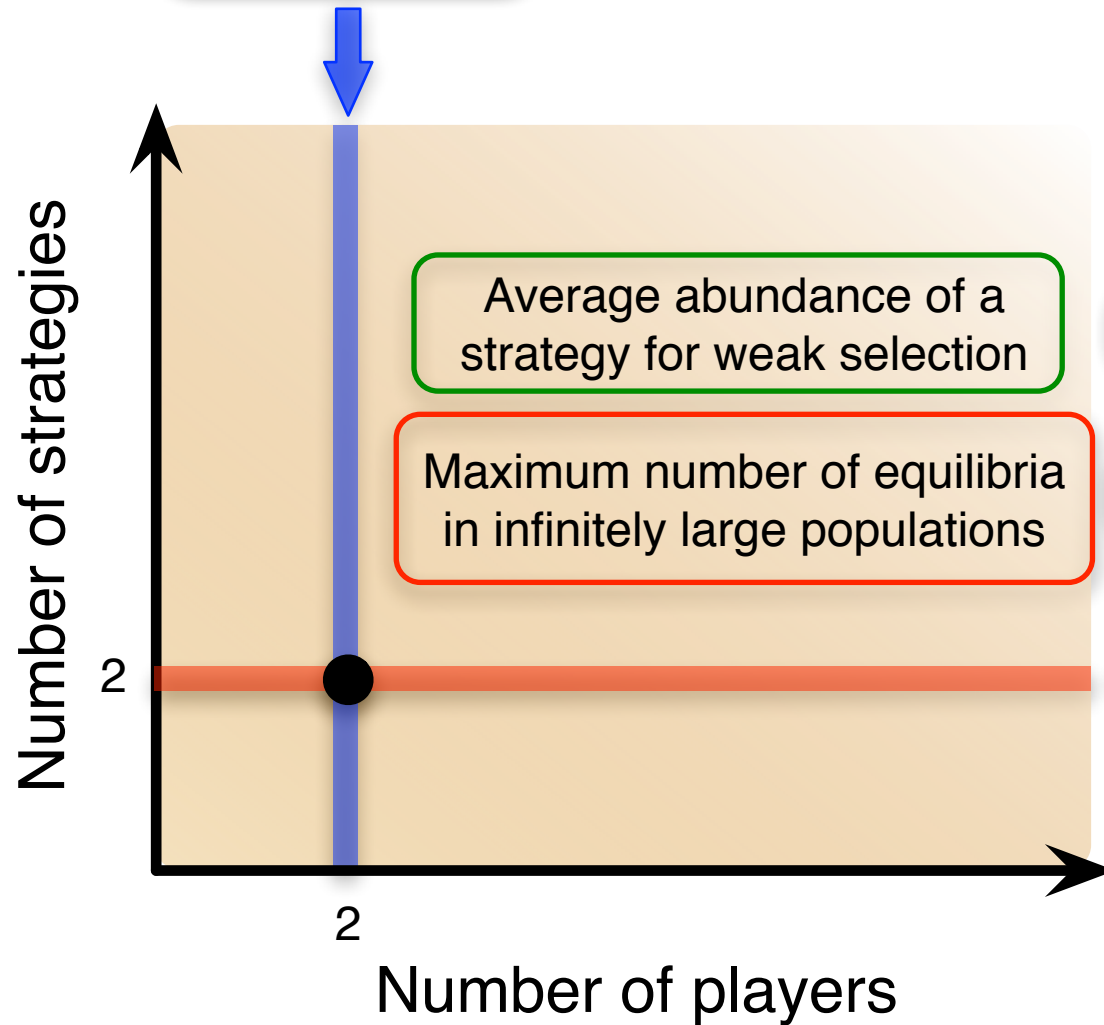 Number of strategies
Average abundance of a
strategy for weak selection
Maximum number of equilibria
in infinitely large populations
2
2
Number of players